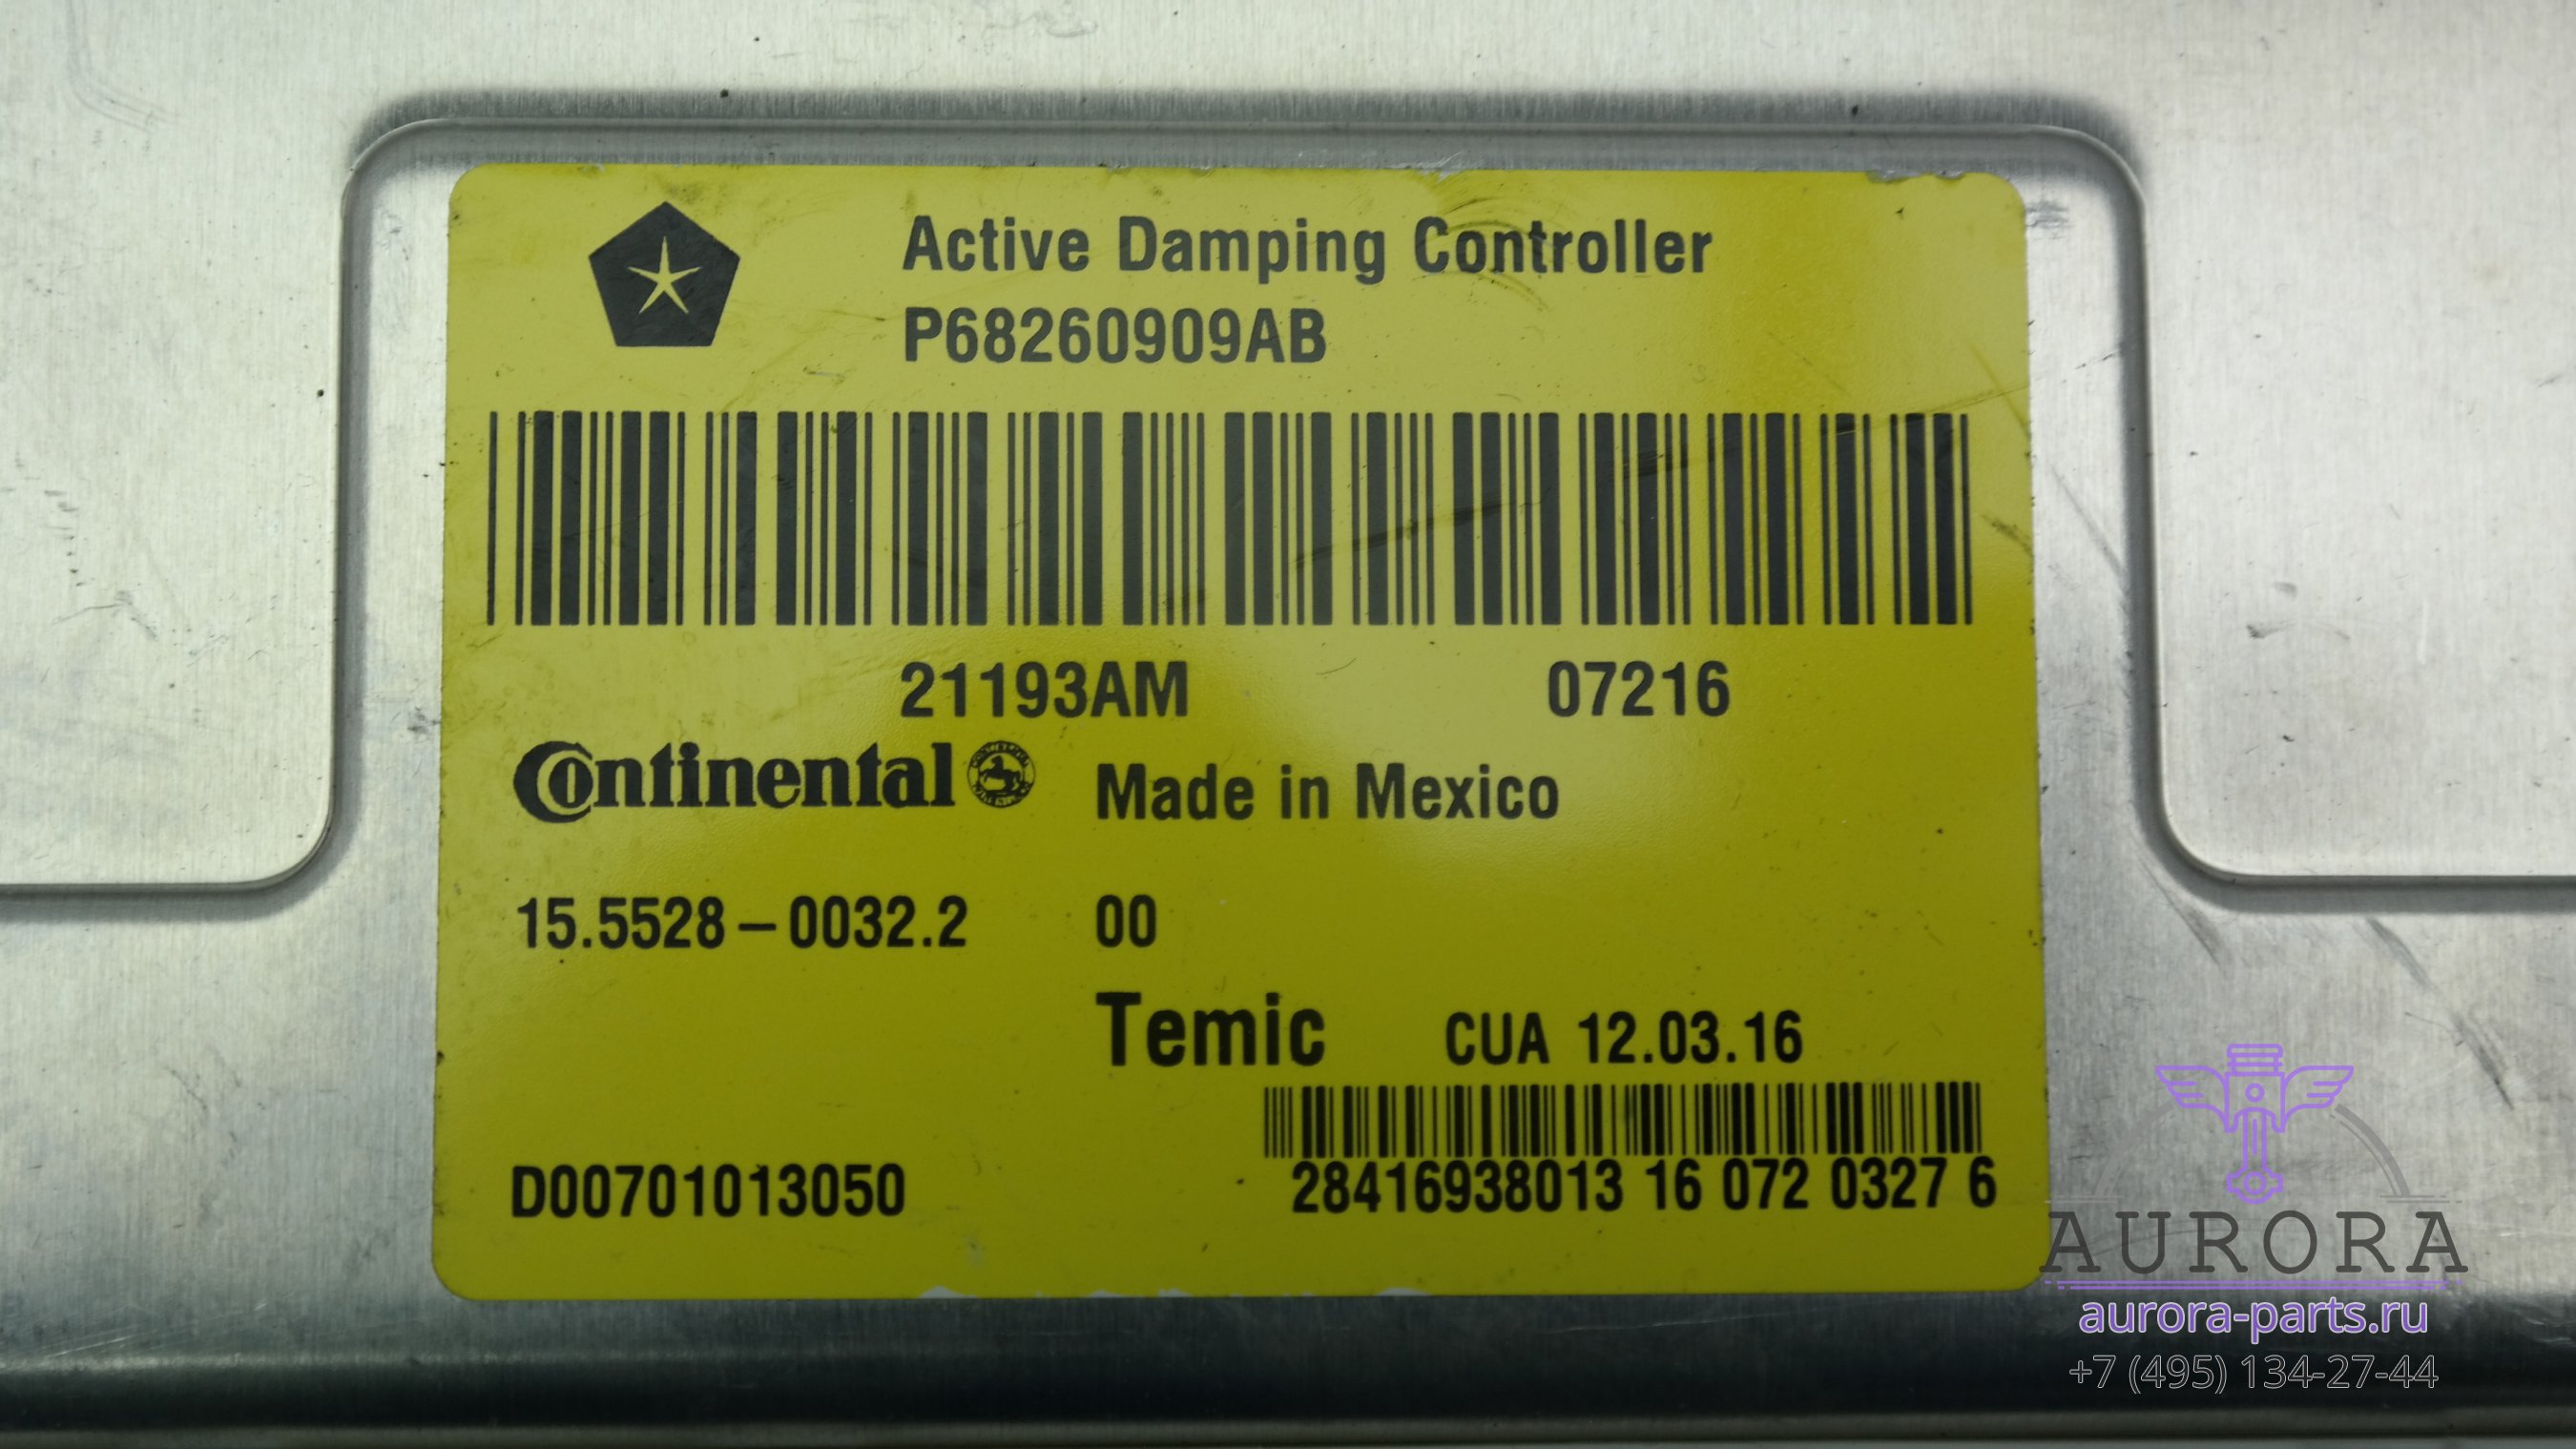 Active Damping Controller
P68260909AB
21193AM 07216
Continental Made in Mexico
15.5528-0032.2 00
Temic CUA 12.03.16
D00701013050 28416938013 16 072 0327 6
AURORA
aurora-parts.ru
+7 (495) 134-27-44